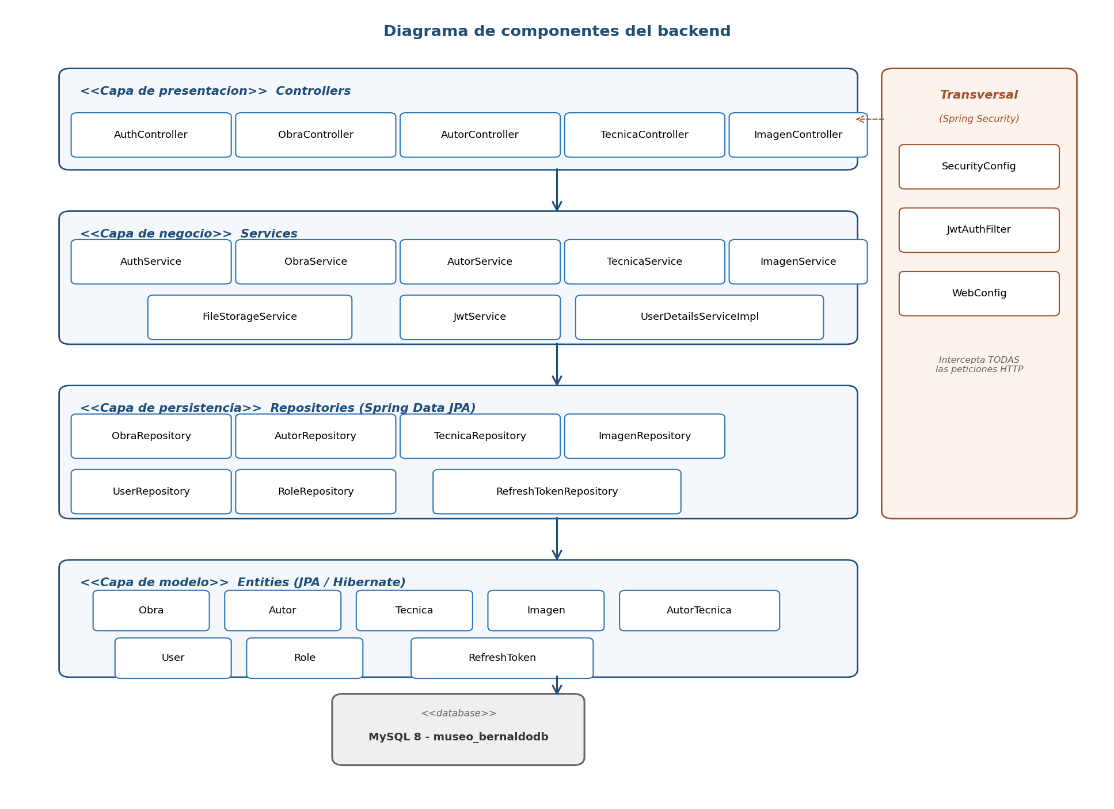 Diagrama de componentes del backend
<<Capa de presentacion>> Controllers
AuthController
ObraController
AutorController
TecnicaController
ImagenController
Transversal
(Spring Security)
SecurityConfig
JwtAuthFilter
WebConfig
Intercepta TODAS
las peticiones HTTP
<<Capa de negocio>> Services
AuthService
ObraService
AutorService
TecnicaService
ImagenService
FileStorageService
JwtService
UserDetailsServiceImpl
<<Capa de persistencia>> Repositories (Spring Data JPA)
ObraRepository
AutorRepository
TecnicaRepository
ImagenRepository
UserRepository
RoleRepository
RefreshTokenRepository
<<Capa de modelo>> Entities (JPA / Hibernate)
Obra
Autor
Tecnica
Imagen
AutorTecnica
User
Role
RefreshToken
<<database>>
MySQL 8 - museo_bernaldodb